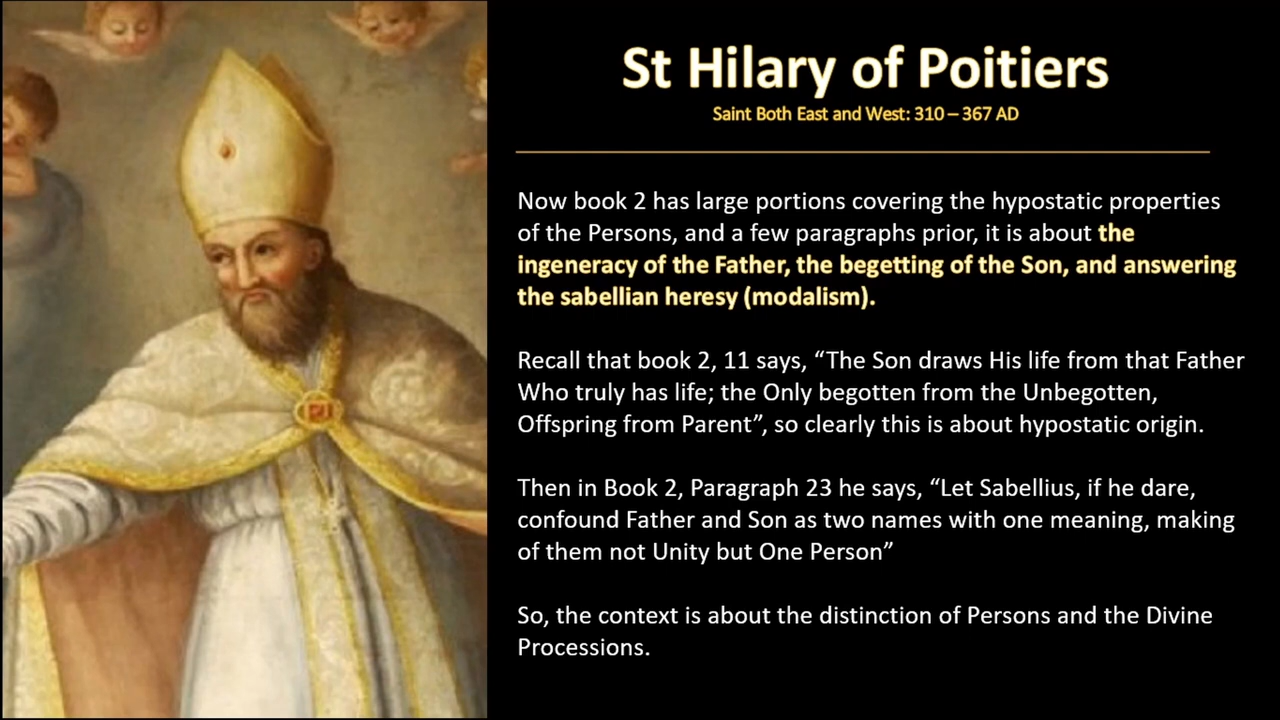 St Hilary of Poitiers
Saint Both East and West: 310 – 367 AD
Now book 2 has large portions covering the hypostatic properties
of the Persons, and a few paragraphs prior, it is about the
ingeneracy of the Father, the begetting of the Son, and answering
the sabellian heresy (modalism).
Recall that book 2, 11 says, “The Son draws His life from that Father
Who truly has life; the Only begotten from the Unbegotten,
Offspring from Parent”, so clearly this is about hypostatic origin.
Then in Book 2, Paragraph 23 he says, “Let Sabellius, if he dare,
confound Father and Son as two names with one meaning, making
of them not Unity but One Person”
So, the context is about the distinction of Persons and the Divine
Processions.